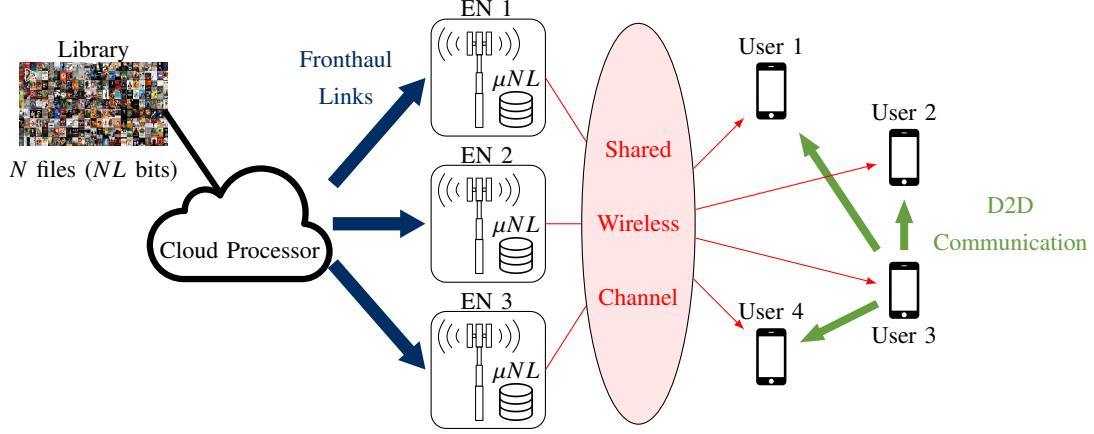 Library
N files (NL bits)
Cloud Processor
Fronthaul
Links
EN 1
μNL
EN 2
μNL
EN 3
μNL
Shared
Wireless
Channel
User 1
User 2
D2D
Communication
User 3
User 4